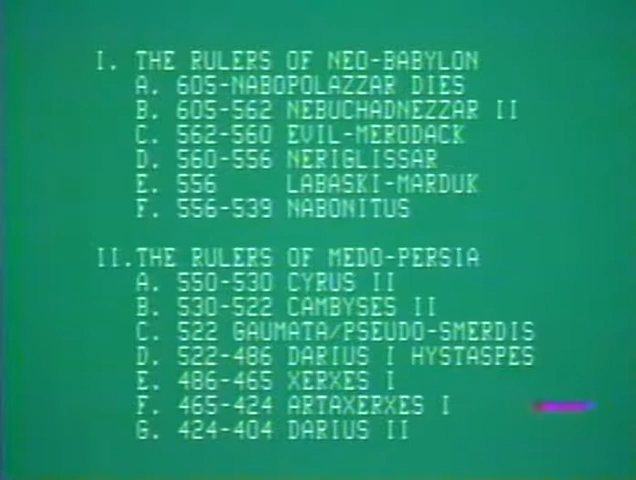 I. THE RULERS OF NEO-BABYLON
A. 605-NABOPOLAZZAR DIES
B. 605-562 NEBUCHADNEZZAR II
C. 562-560 EVIL-MERODACK
D. 560-556 NERIGLISSAR
E. 556 LABASKI-MARDUK
F. 556-539 NABONITUS
II.THE RULERS OF MEDO-PERSIA
A. 550-530 CYRUS II
B. 530-522 CAMBYSES II
C. 522 GAUMATA/PSEUDO-SMERDIS
D. 522-486 DARIUS I HYSTASPES
E. 486-465 XERXES I
F. 465-424 ARTAXERXES I
G. 424-404 DARIUS II